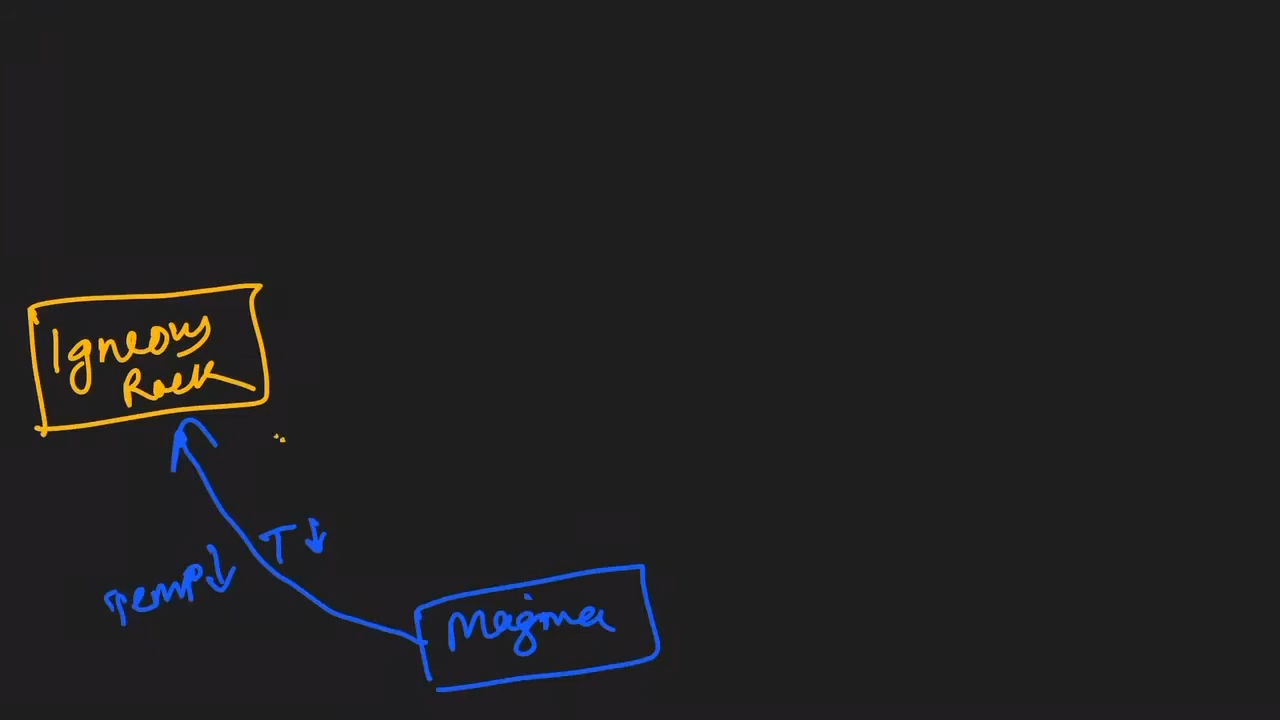 Igneous
Rock
T ↓
Temp ↓
Magma